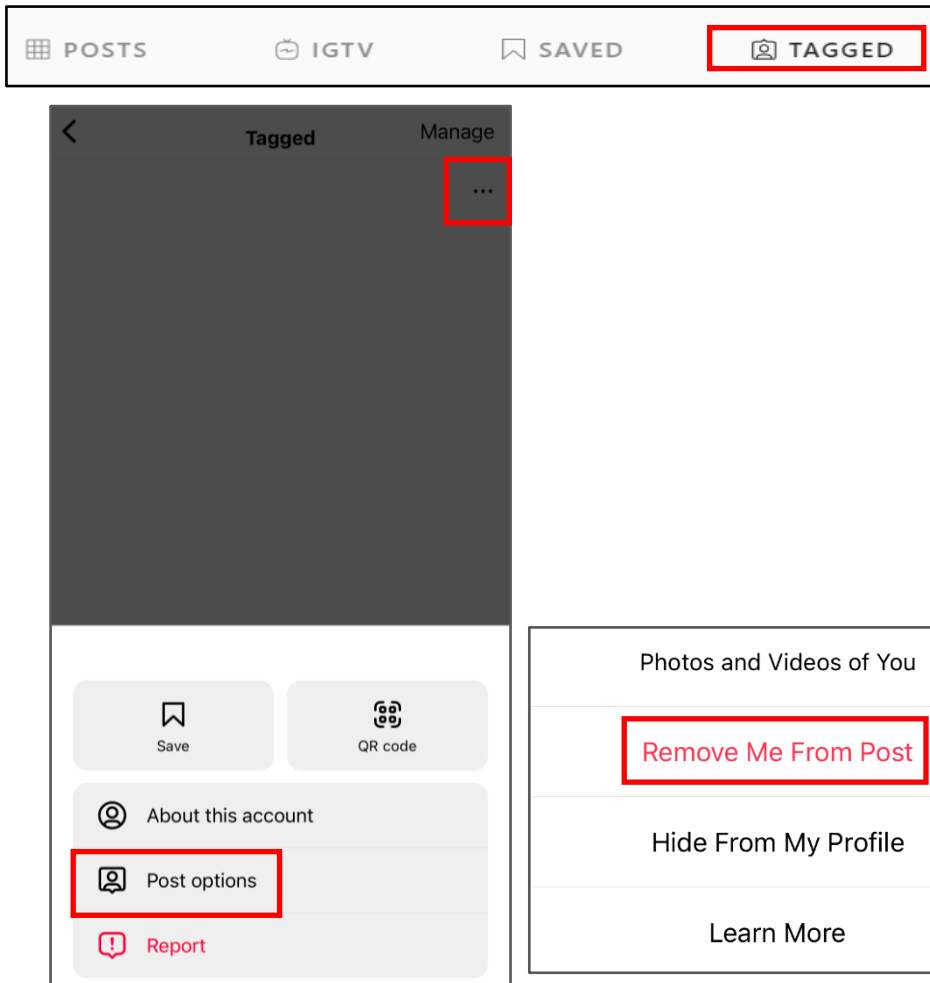 POSTS IGTV SAVED TAGGED
Tagged Manage
...
Save QR code
About this account
Post options
Report
Photos and Videos of You
Remove Me From Post
Hide From My Profile
Learn More